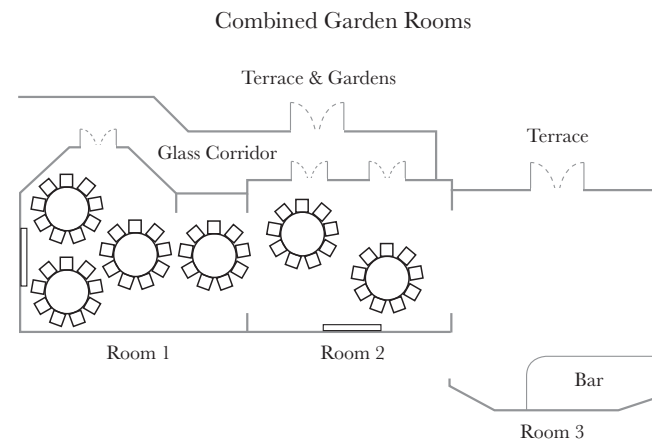 Combined Garden Rooms
Terrace & Gardens
Terrace
Glass Corridor
Room 1
Room 2
Bar
Room 3